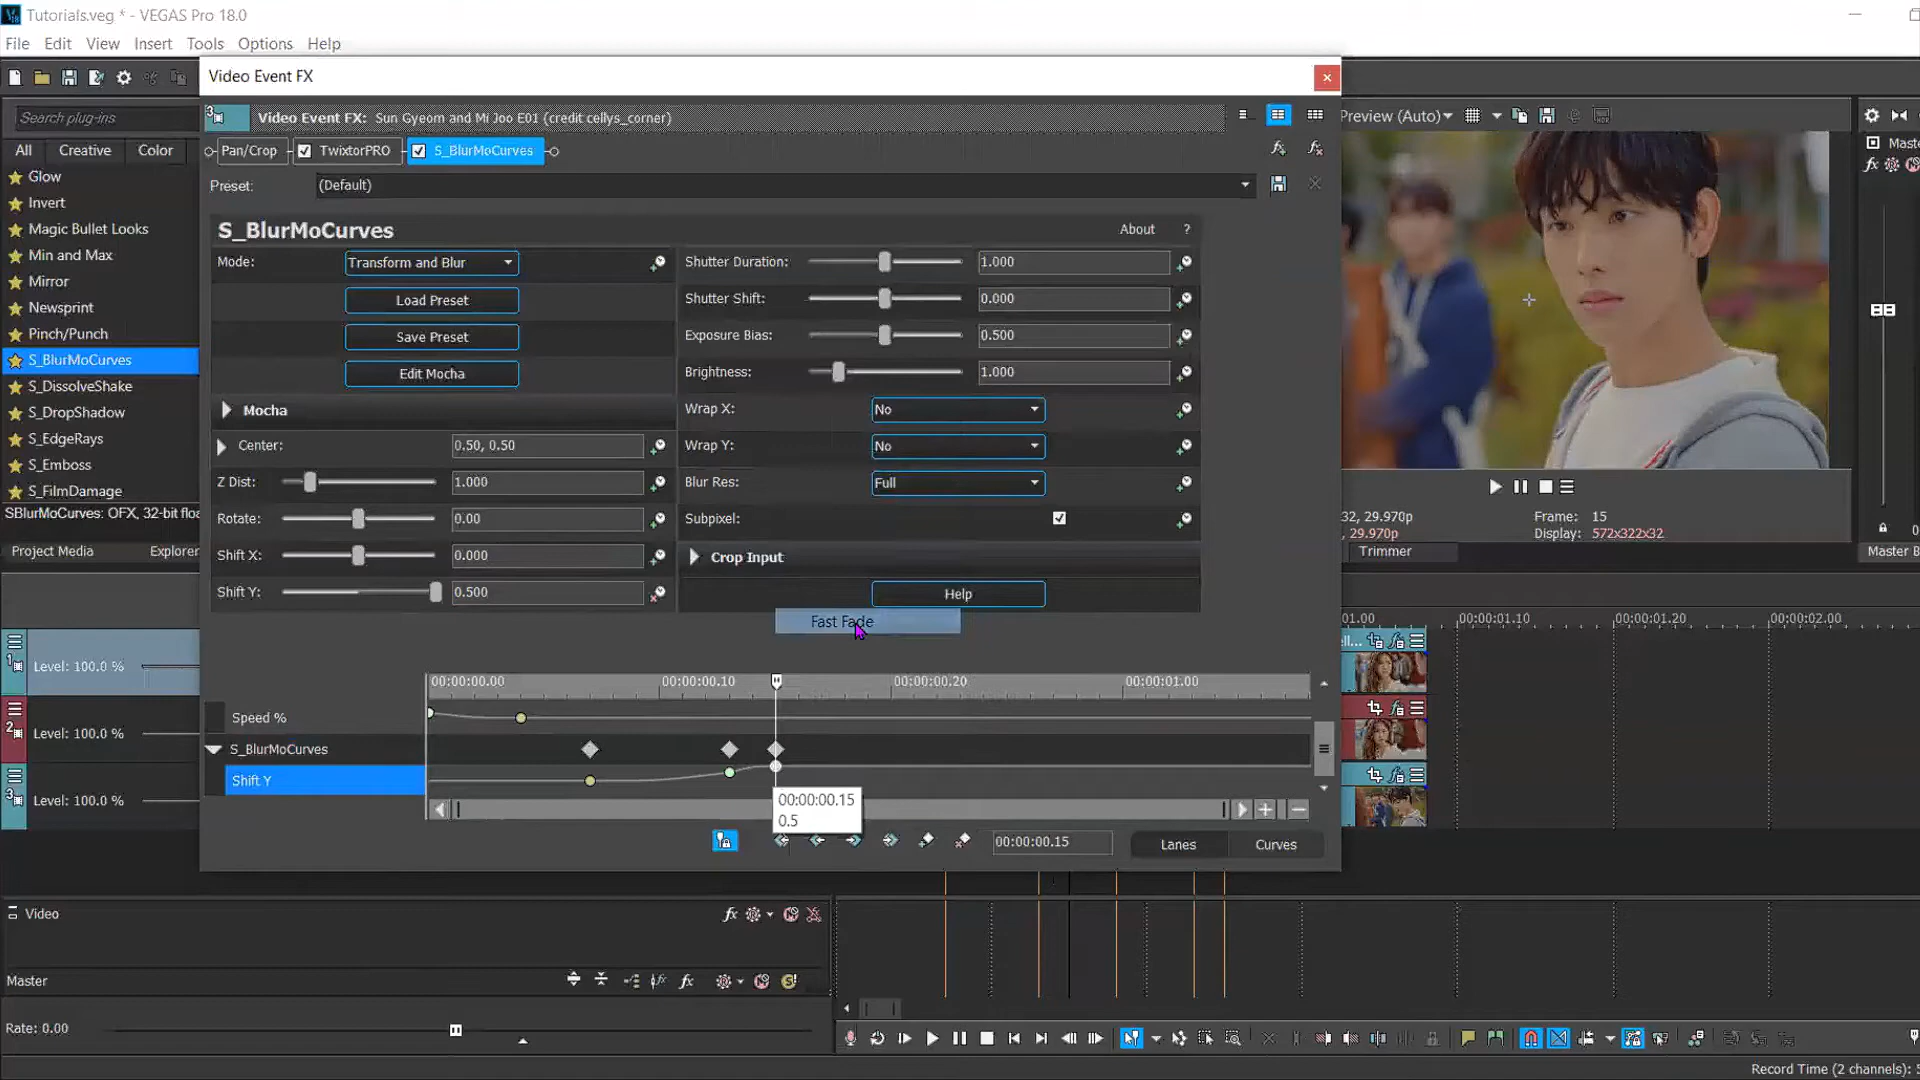 Tutorials.veg * - VEGAS Pro 18.0
File Edit View Insert Tools Options Help
Video Event FX
Search plug-ins
Video Event FX: Sun Gyeom and Mi Joo E01 (credit cellys_corner)
Preview (Auto)
Master
All Creative Color
Pan/Crop TwixtorPRO S_BlurMoCurves
Preset: (Default)
Glow
Invert
Magic Bullet Looks
Min and Max
Mirror
Newsprint
Pinch/Punch
S_BlurMoCurves
S_DissolveShake
S_DropShadow
S_EdgeRays
S_Emboss
S_FilmDamage
SBlurMoCurves: OFX, 32-bit floa
Project Media Explorer
S_BlurMoCurves About ?
Mode: Transform and Blur
Load Preset
Save Preset
Edit Mocha
Mocha
Center: 0.50, 0.50
Z Dist: 1.000
Rotate: 0.00
Shift X: 0.000
Shift Y: 0.500
Shutter Duration: 1.000
Shutter Shift: 0.000
Exposure Bias: 0.500
Brightness: 1.000
Wrap X: No
Wrap Y: No
Blur Res: Full
Subpixel:
Crop Input
Help
Fast Fade
32, 29.970p
29.970p
Frame: 15
Display: 572x322x32
Trimmer
Master B
1 Level: 100.0 %
2 Level: 100.0 %
3 Level: 100.0 %
00:00:00.00 00:00:00.10 00:00:00.20 00:00:01.00
Speed %
S_BlurMoCurves
Shift Y
00:00:00.15
0.5
00:00:00.15
Lanes Curves
01.00 00:00:01.10 00:00:01.20 00:00:02.00
Video
Master
Rate: 0.00
Record Time (2 channels):